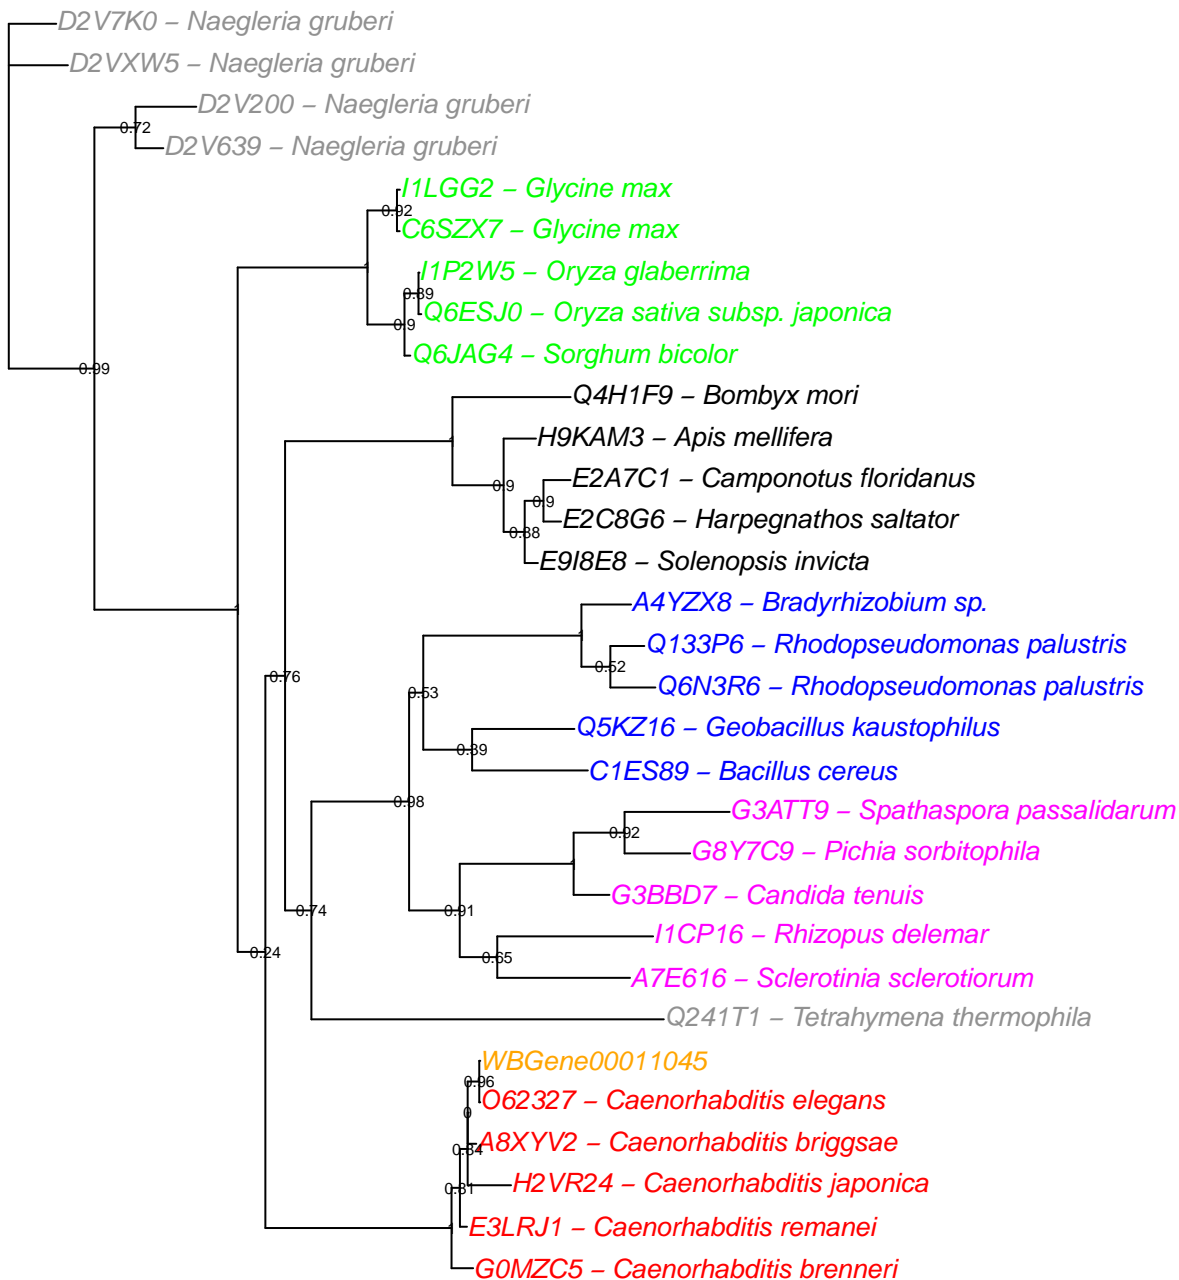 D2V7K0 − Naegleria gruberi
D2VXW5 − Naegleria gruberi
D2V200 − Naegleria gruberi
0.72
D2V639 − Naegleria gruberi
I1LGG2 − Glycine max
0.92
C6SZX7 − Glycine max
1
I1P2W5 − Oryza glaberrima
0.89
Q6ESJ0 − Oryza sativa subsp. japonica
0.9
Q6JAG4 − Sorghum bicolor
0.99
Q4H1F9 − Bombyx mori
H9KAM3 − Apis mellifera
1
E2A7C1 − Camponotus floridanus
0.9
0.9
E2C8G6 − Harpegnathos saltator
0.88
E9I8E8 − Solenopsis invicta
A4YZX8 − Bradyrhizobium sp.
1
1
Q133P6 − Rhodopseudomonas palustris
0.52
0.76
Q6N3R6 − Rhodopseudomonas palustris
0.53
Q5KZ16 − Geobacillus kaustophilus
0.89
C1ES89 − Bacillus cereus
0.98
G3ATT9 − Spathaspora passalidarum
0.92
G8Y7C9 − Pichia sorbitophila
1
G3BBD7 − Candida tenuis
0.74
0.91
I1CP16 − Rhizopus delemar
0.24
0.65
A7E616 − Sclerotinia sclerotiorum
Q241T1 − Tetrahymena thermophila
WBGene00011045
0.96
O62327 − Caenorhabditis elegans
0
A8XYV2 − Caenorhabditis briggsae
0.84
H2VR24 − Caenorhabditis japonica
0.81
E3LRJ1 − Caenorhabditis remanei
G0MZC5 − Caenorhabditis brenneri